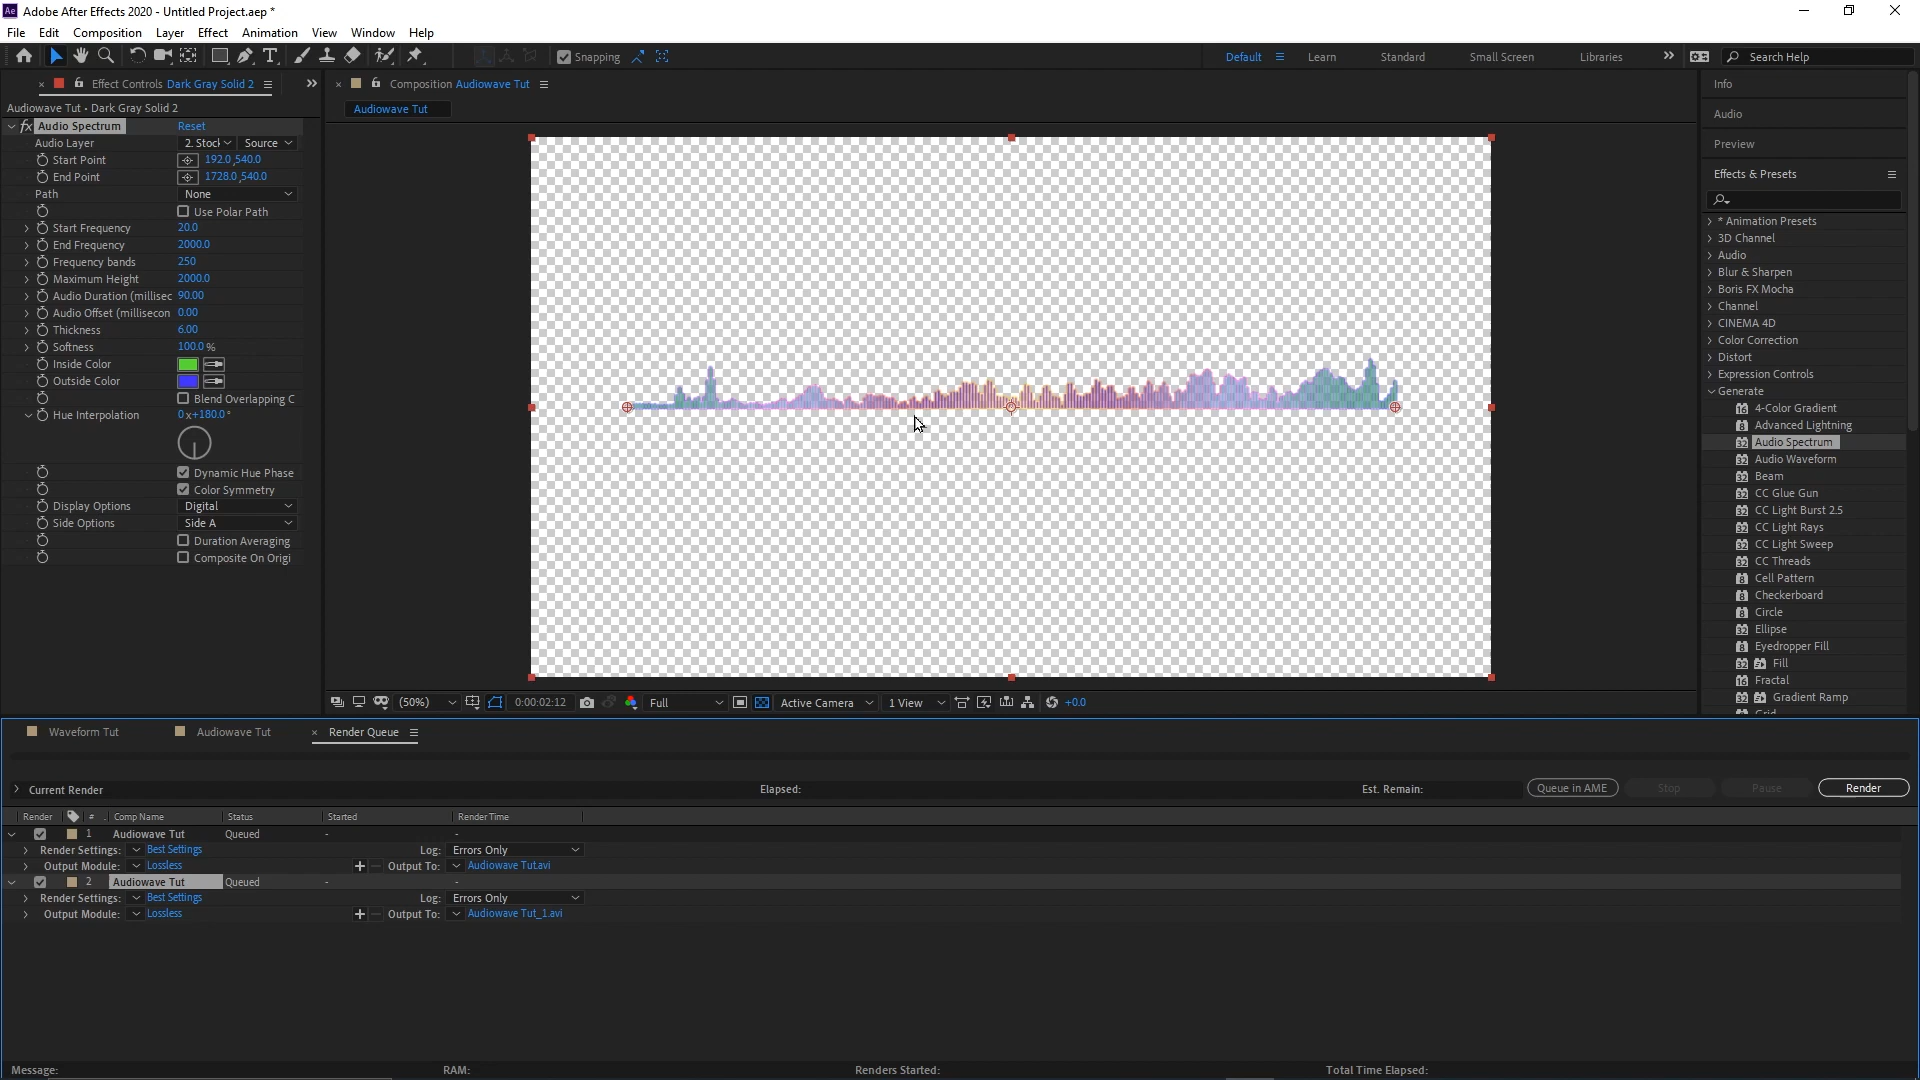 Adobe After Effects 2020 - Untitled Project.aep *
File Edit Composition Layer Effect Animation View Window Help
Snapping Default Learn Standard Small Screen Libraries Search Help
Effect Controls Dark Gray Solid 2
Composition Audiowave Tut
Audiowave Tut
Audiowave Tut • Dark Gray Solid 2
fx Audio Spectrum Reset
Audio Layer 2. Stock Source
Start Point 192.0,540.0
End Point 1728.0,540.0
Path None
Use Polar Path
Start Frequency 20.0
End Frequency 2000.0
Frequency bands 250
Maximum Height 2000.0
Audio Duration (millisec 90.00
Audio Offset (millisecon 0.00
Thickness 6.00
Softness 100.0 %
Inside Color
Outside Color
Blend Overlapping C
Hue Interpolation 0x+180.0°
Dynamic Hue Phase
Color Symmetry
Display Options Digital
Side Options Side A
Duration Averaging
Composite On Origi
(50%) 0:00:02:12 Full Active Camera 1 View +0.0
Info
Audio
Preview
Effects & Presets
* Animation Presets
3D Channel
Audio
Blur & Sharpen
Boris FX Mocha
Channel
CINEMA 4D
Color Correction
Distort
Expression Controls
Generate
4-Color Gradient
Advanced Lightning
Audio Spectrum
Audio Waveform
Beam
CC Glue Gun
CC Light Burst 2.5
CC Light Rays
CC Light Sweep
CC Threads
Cell Pattern
Checkerboard
Circle
Ellipse
Eyedropper Fill
Fill
Fractal
Gradient Ramp
Grid
Waveform Tut Audiowave Tut Render Queue
Current Render Elapsed: Est. Remain: Queue in AME Stop Pause Render
Render # Comp Name Status Started Render Time
1 Audiowave Tut Queued - -
Render Settings: Best Settings Log: Errors Only
Output Module: Lossless Output To: Audiowave Tut.avi
2 Audiowave Tut Queued - -
Render Settings: Best Settings Log: Errors Only
Output Module: Lossless Output To: Audiowave Tut_1.avi
Message: RAM: Renders Started: Total Time Elapsed: